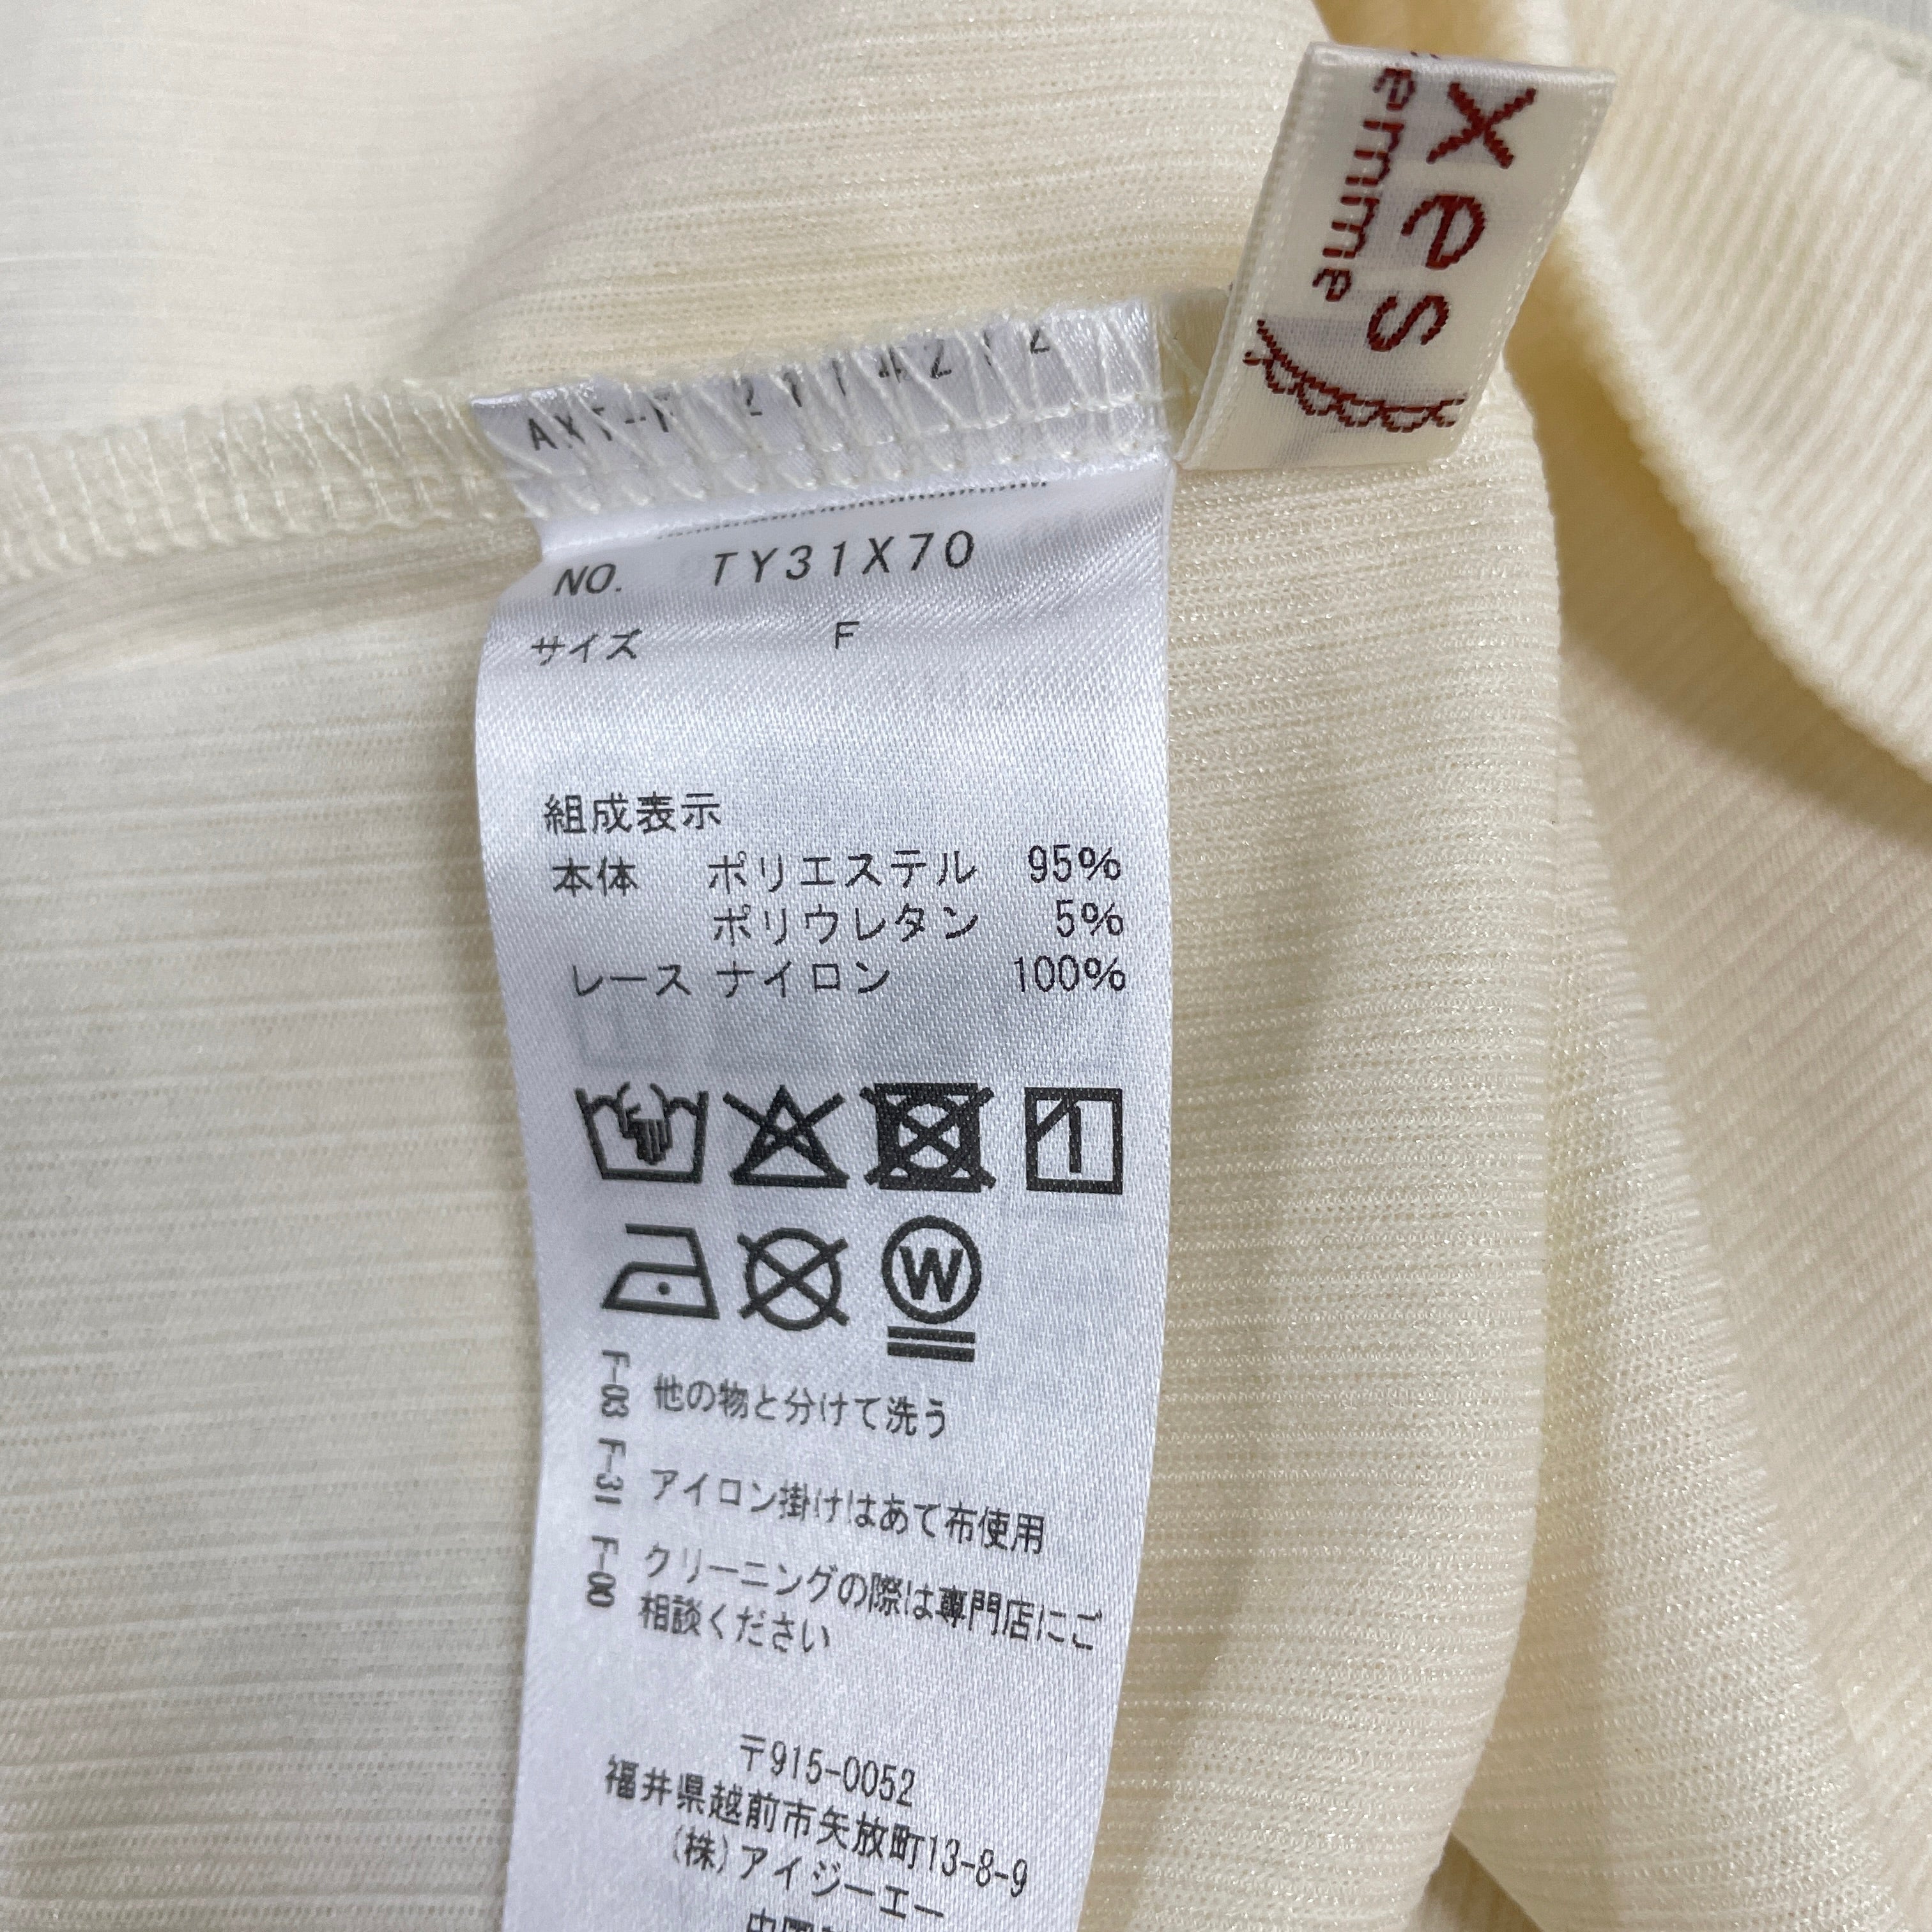 xes
emme
NO. TY31X70
サイズ F
組成表示
本体 ポリエステル 95%
ポリウレタン 5%
レース ナイロン 100%
W
F-03 他の物と分けて洗う
F-31 アイロン掛けはあて布使用
F-00 クリーニングの際は専門店にご
相談ください
〒915-0052
福井県越前市矢放町13-8-9
(株)アイジーエー